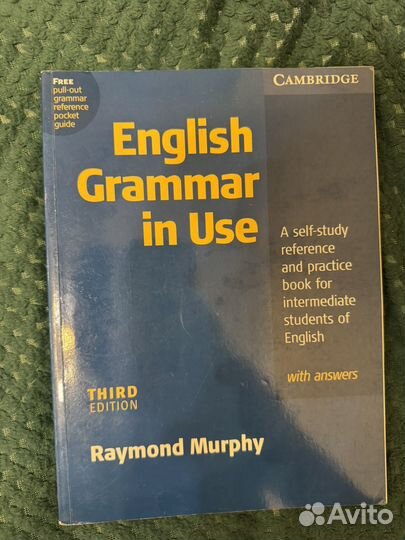 FREE
pull-out
grammar
reference
pocket
guide
CAMBRIDGE
English
Grammar
in Use
A self-study
reference
and practice
book for
intermediate
students of
English
with answers
THIRD
EDITION
Raymond Murphy
Avito